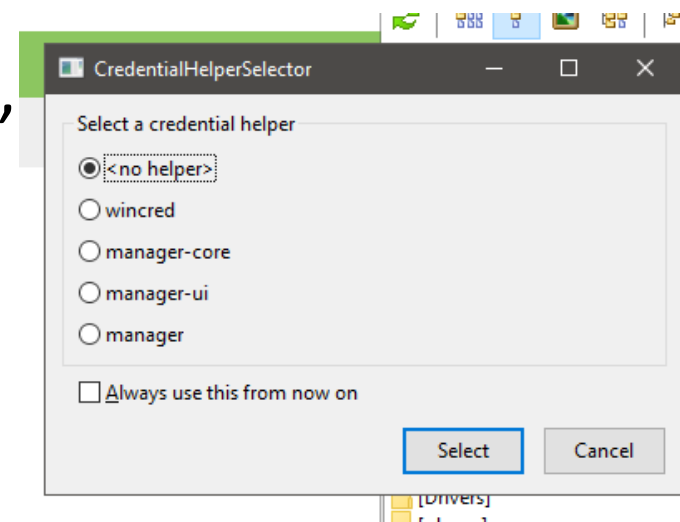 CredentialHelperSelector
Select a credential helper
<no helper>
wincred
manager-core
manager-ui
manager
Always use this from now on
Select
Cancel
[Drivers]